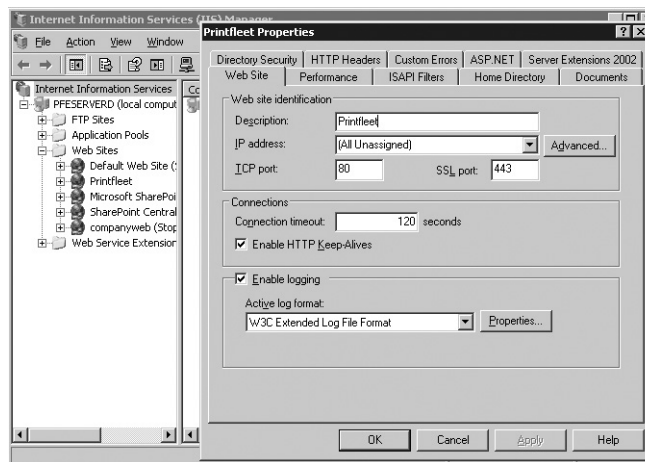 Internet Information Services (IIS) Manager
File Action View Window
Internet Information Services
PFESERVERD (local comput
FTP Sites
Application Pools
Web Sites
Default Web Site (
Printfleet
Microsoft SharePoi
SharePoint Central
companyweb (Stop
Web Service Extension
Co
Printfleet Properties
Directory Security HTTP Headers Custom Errors ASP.NET Server Extensions 2002
Web Site Performance ISAPI Filters Home Directory Documents
Web site identification
Description: Printfleet
IP address: (All Unassigned) Advanced...
TCP port: 80 SSL port: 443
Connections
Connection timeout: 120 seconds
Enable HTTP Keep-Alives
Enable logging
Active log format:
W3C Extended Log File Format Properties...
OK Cancel Apply Help